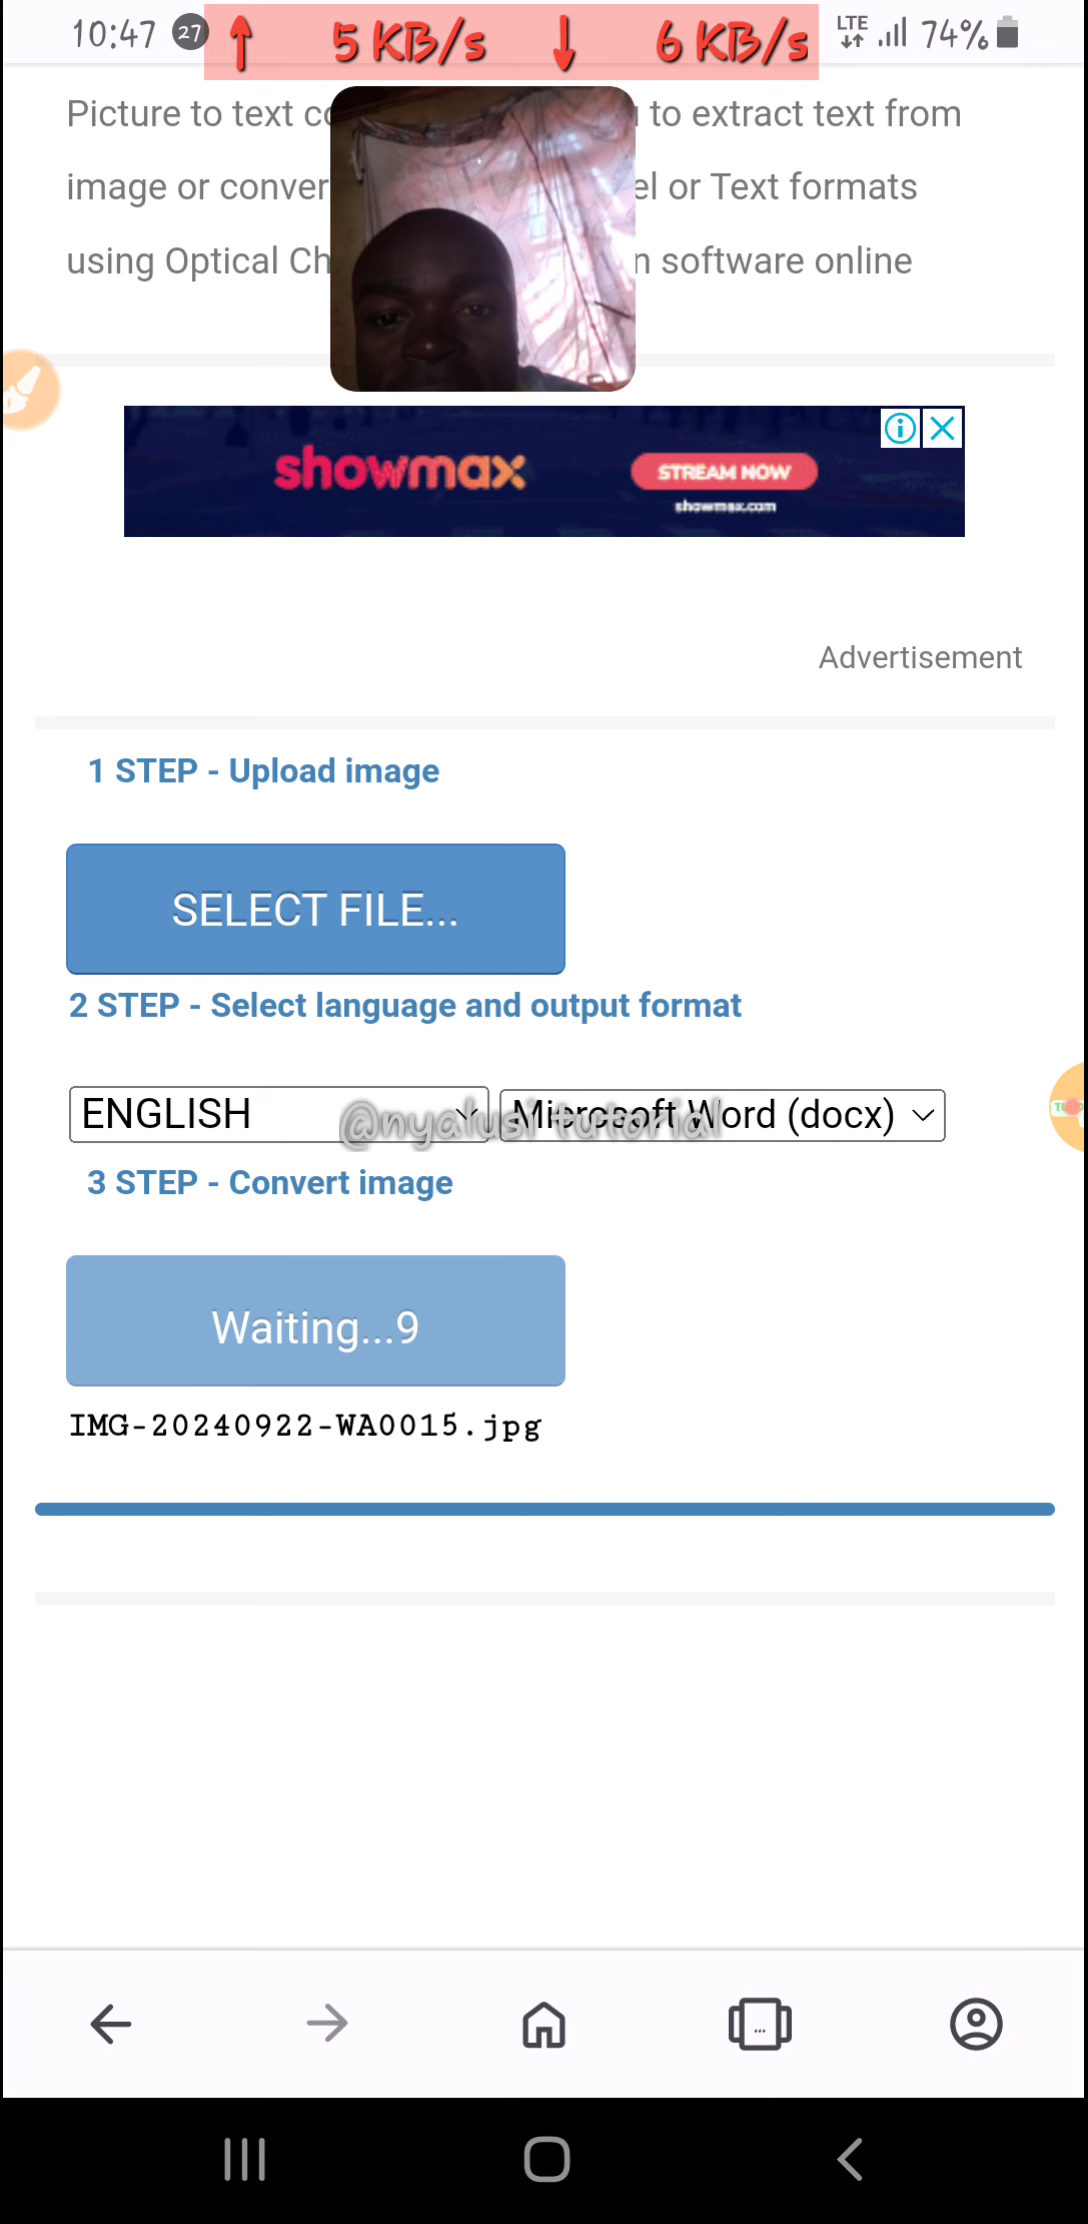 10:47 27 ↑ 5 KB/s ↓ 6 KB/s LTE 74%
Picture to text to extract text from
image or el or Text formats
using Optical software online
showmax
STREAM NOW
showmax.com
Advertisement
1 STEP - Upload image
SELECT FILE...
2 STEP - Select language and output format
ENGLISH Microsoft Word (docx)
@nyalusi tutorial
3 STEP - Convert image
Waiting...9
IMG-20240922-WA0015.jpg